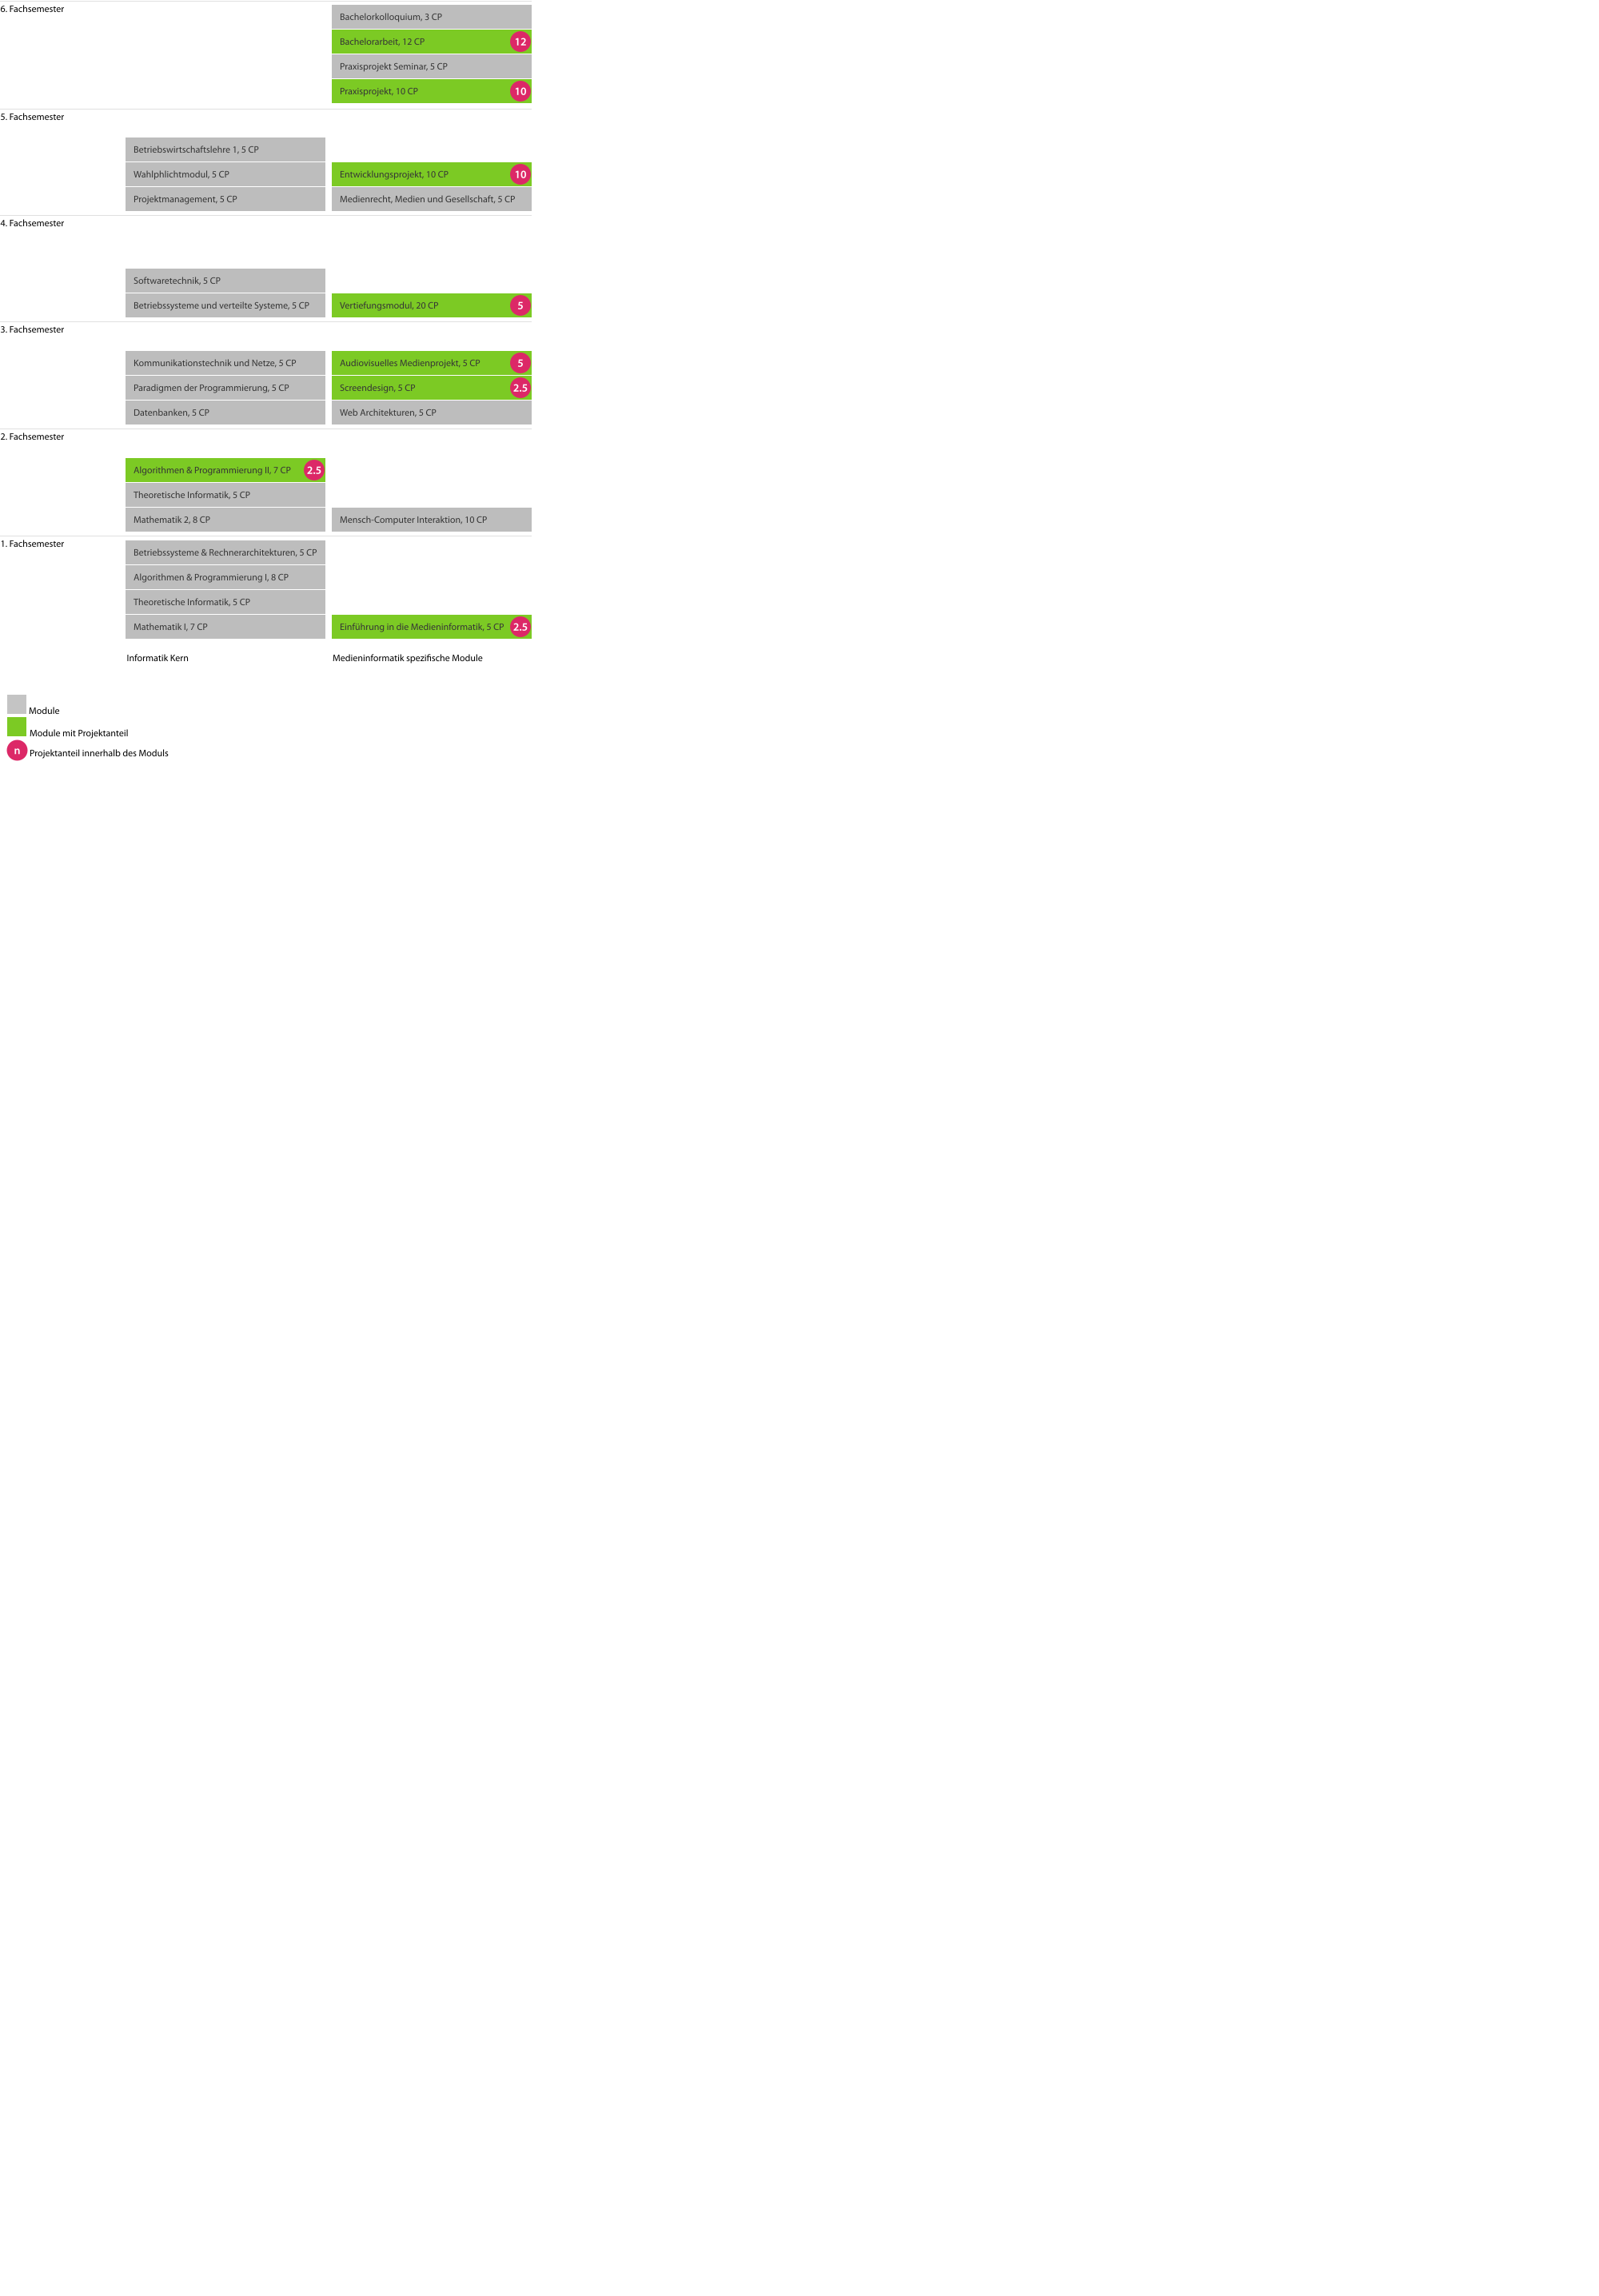 6. Fachsemester
Bachelorkolloquium, 3 CP
Bachelorarbeit, 12 CP
12
Praxisprojekt Seminar, 5 CP
Praxisprojekt, 10 CP
10
5. Fachsemester
Betriebswirtschaftslehre 1, 5 CP
Wahlphlichtmodul, 5 CP
Entwicklungsprojekt, 10 CP
10
Projektmanagement, 5 CP
Medienrecht, Medien und Gesellschaft, 5 CP
4. Fachsemester
Softwaretechnik, 5 CP
Betriebssysteme und verteilte Systeme, 5 CP
Vertiefungsmodul, 20 CP
5
3. Fachsemester
Kommunikationstechnik und Netze, 5 CP
Audiovisuelles Medienprojekt, 5 CP
5
Paradigmen der Programmierung, 5 CP
Screendesign, 5 CP
2.5
Datenbanken, 5 CP
Web Architekturen, 5 CP
2. Fachsemester
Algorithmen & Programmierung II, 7 CP
2.5
Theoretische Informatik, 5 CP
Mathematik 2, 8 CP
Mensch-Computer Interaktion, 10 CP
1. Fachsemester
Betriebssysteme & Rechnerarchitekturen, 5 CP
Algorithmen & Programmierung I, 8 CP
Theoretische Informatik, 5 CP
Mathematik I, 7 CP
Einführung in die Medieninformatik, 5 CP
2.5
Informatik Kern
Medieninformatik spezifische Module
Module
Module mit Projektanteil
n
Projektanteil innerhalb des Moduls